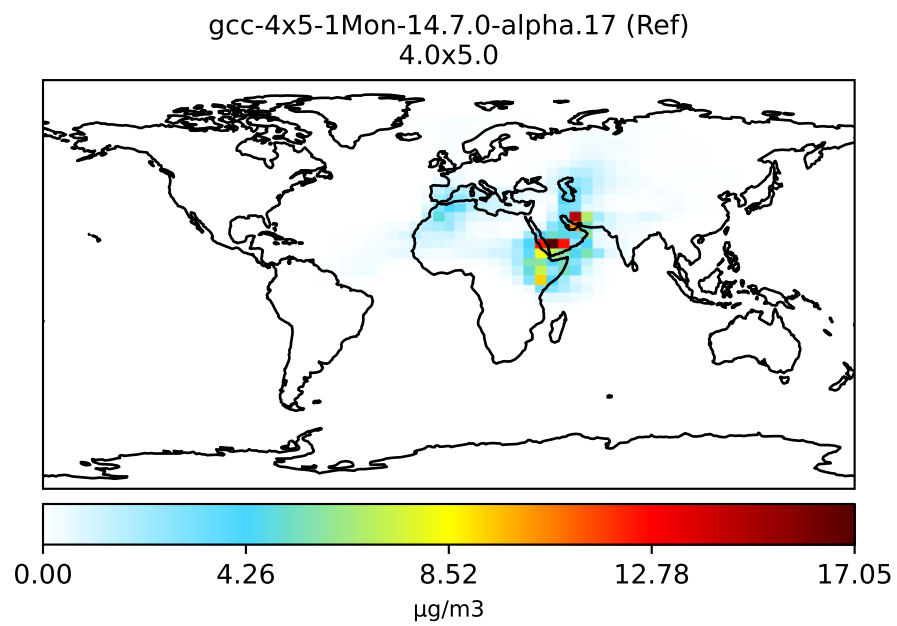 gcc-4x5-1Mon-14.7.0-alpha.17 (Ref)
4.0x5.0
0.00 4.26 8.52 12.78 17.05
μg/m3